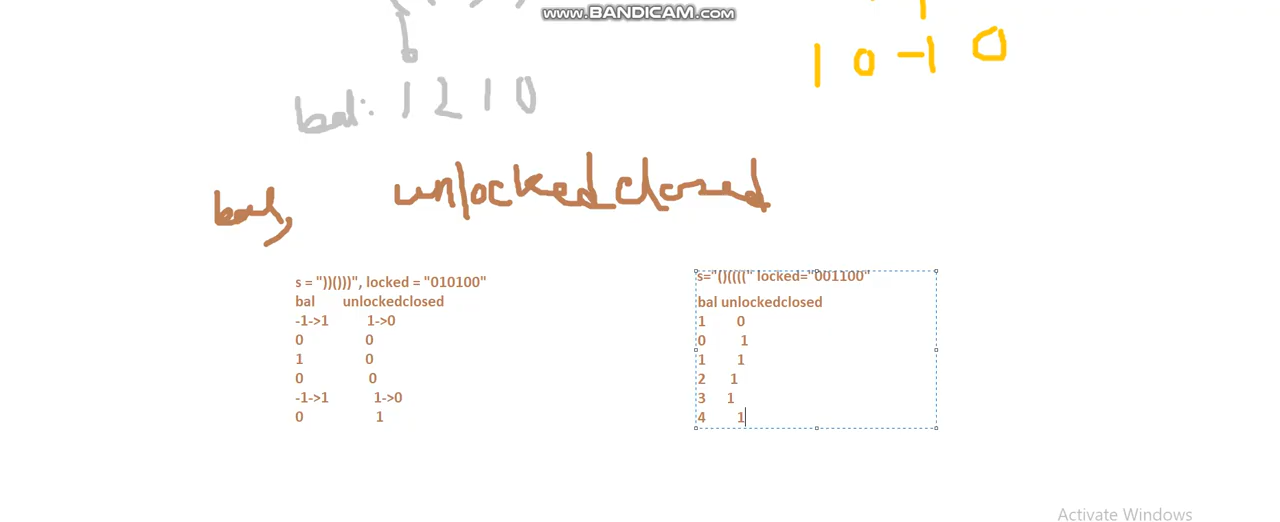 www.BANDICAM.com
1 0 -1 0
bal: 1 2 1 0
bal, unlockedclosed
s = "))()))", locked = "010100"
bal unlockedclosed
-1->1 1->0
0 0
1 0
0 0
-1->1 1->0
0 1
s="()((((" locked="001100"
bal unlockedclosed
1 0
0 1
1 1
2 1
3 1
4 1
Activate Windows